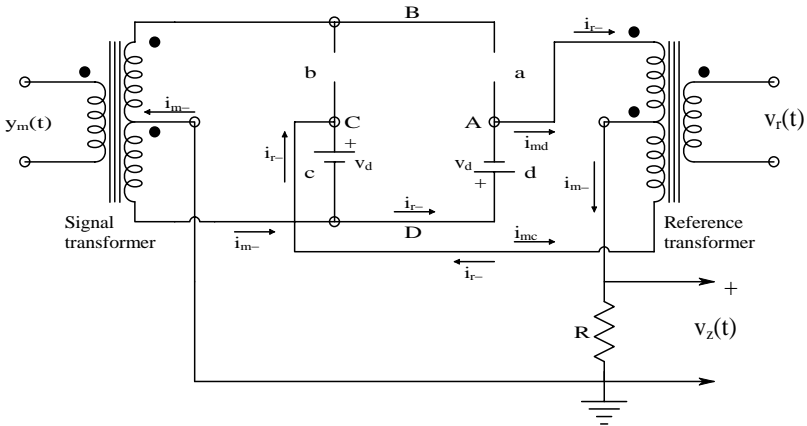 B
i_r–
b
a
i_m–
y_m(t)
v_r(t)
C
A
+
i_md
i_r–
v_d
v_d
c
d
+
i_m–
i_r–
Signal
transformer
Reference
transformer
D
i_m–
i_mc
i_r–
+
R
v_z(t)